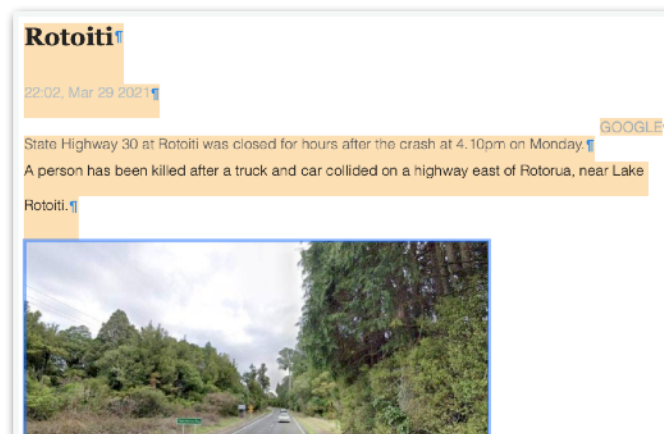 Rotoiti¶
22:02, Mar 29 2021¶
GOOGLE
State Highway 30 at Rotoiti was closed for hours after the crash at 4.10pm on Monday.¶
A person has been killed after a truck and car collided on a highway east of Rotorua, near Lake
Rotoiti.¶